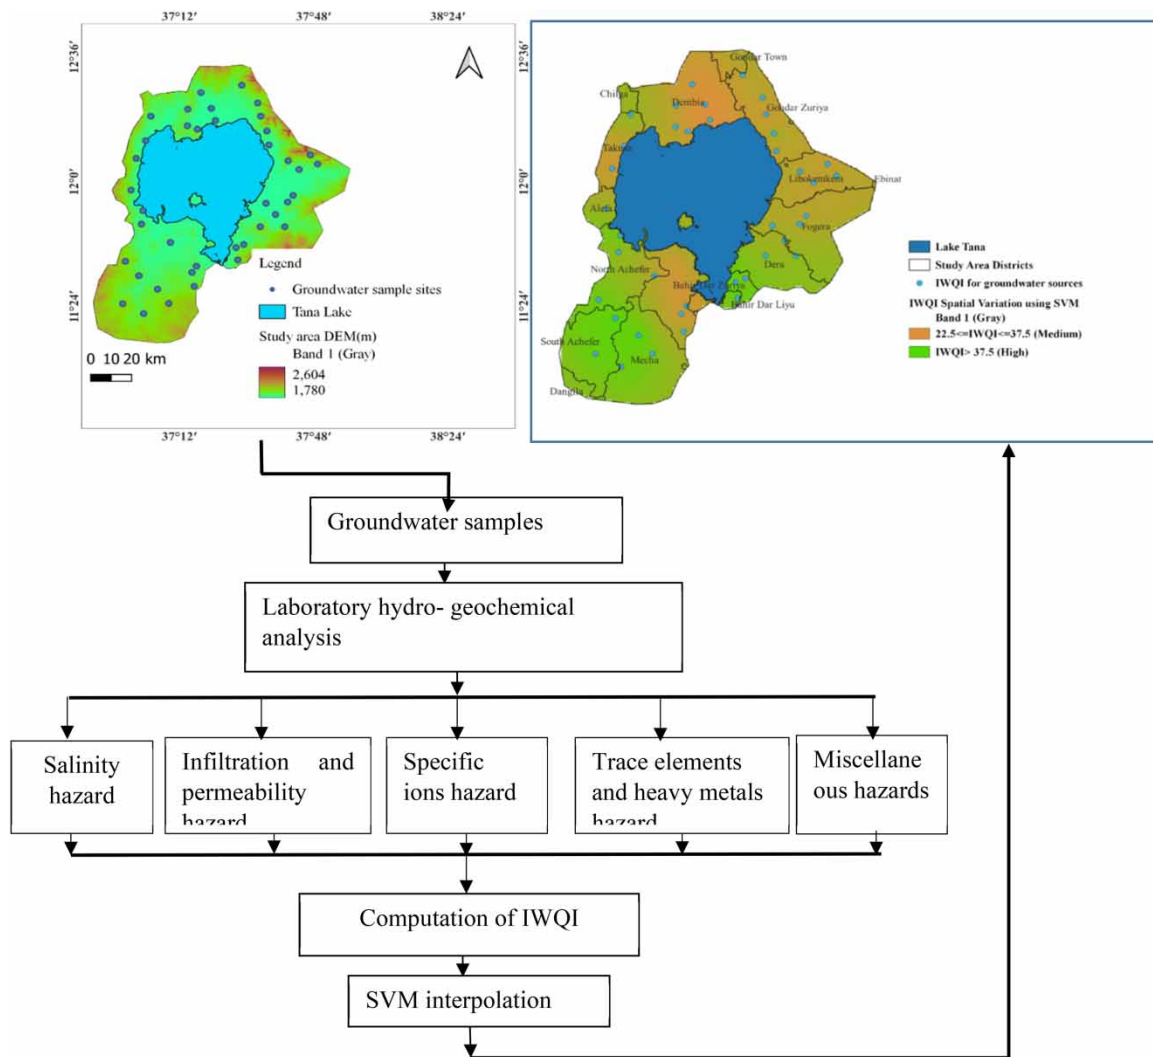 37°12′ 37°48′ 38°24′
12°36′
12°0′
11°24′
Legend
Groundwater sample sites
Tana Lake
Study area DEM(m)
Band 1 (Gray)
2,604
1,780
0 10 20 km
37°12′ 37°48′ 38°24′
12°36′
12°0′
11°24′
Gondar Town
Chilga
Dembia
Gondar Zuriya
Libokemkem
Ebinat
Alefa
Fogera
Dera
North Achefer
Bahir Dar Zuriya
Bahir Dar Liyu
South Achefer
Mecha
Dangila
Lake Tana
Study Area Districts
IWQI for groundwater sources
IWQI Spatial Variation using SVM
Band 1 (Gray)
22.5<=IWQI<=37.5 (Medium)
IWQI> 37.5 (High)
Groundwater samples
Laboratory hydro- geochemical
analysis
Salinity
hazard
Infiltration and
permeability
hazard
Specific
ions hazard
Trace elements
and heavy metals
hazard
Miscellane
ous hazards
Computation of IWQI
SVM interpolation